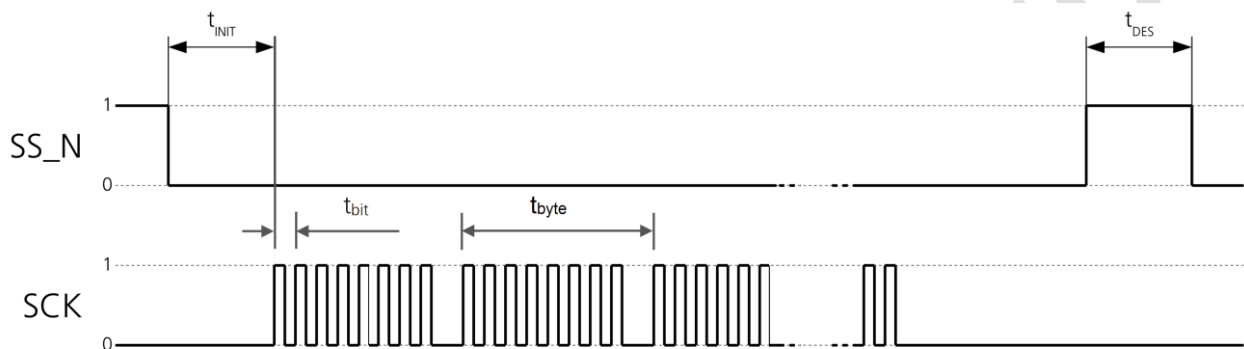 tINIT
tDES
1
SS_N
0
tbit
tbyte
1
SCK
0